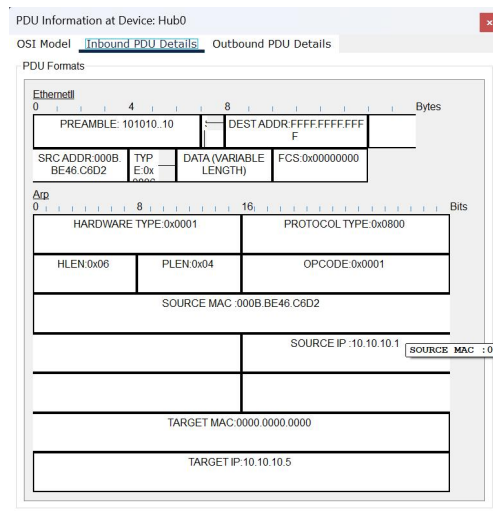 PDU Information at Device: Hub0
OSI Model Inbound PDU Details Outbound PDU Details
PDU Formats
EthernetII
0 4 8 Bytes
PREAMBLE: 101010..10
DEST ADDR:FFFF.FFFF.FFF
F
SRC ADDR:000B.
BE46.C6D2
TYP
E:0x
DATA (VARIABLE
LENGTH)
FCS:0x00000000
Arp
0 8 16 Bits
HARDWARE TYPE:0x0001 PROTOCOL TYPE:0x0800
HLEN:0x06 PLEN:0x04 OPCODE:0x0001
SOURCE MAC :000B.BE46.C6D2
SOURCE IP :10.10.10.1
SOURCE MAC :0
TARGET MAC:0000.0000.0000
TARGET IP:10.10.10.5